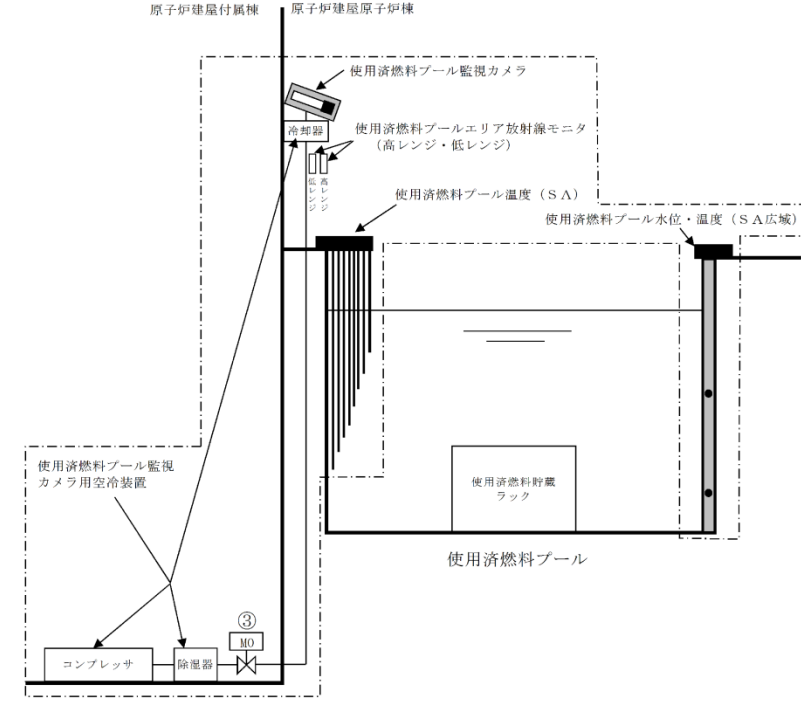 原子炉建屋付属棟
原子炉建屋原子炉棟
使用済燃料プール監視カメラ
冷却器
使用済燃料プールエリア放射線モニタ
(高レンジ・低レンジ)
低レンジ
高レンジ
使用済燃料プール温度(SA)
使用済燃料プール水位・温度(SA広域)
使用済燃料プール監視
カメラ用空冷装置
使用済燃料貯蔵
ラック
使用済燃料プール
③
MO
コンプレッサ
除湿器